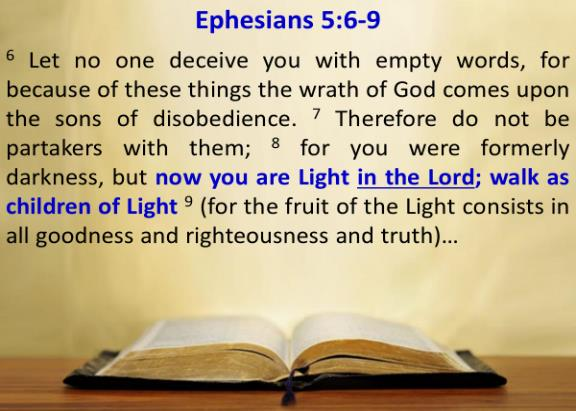 Ephesians 5:6-9
6 Let no one deceive you with empty words, for
because of these things the wrath of God comes upon
the sons of disobedience. 7 Therefore do not be
partakers with them; 8 for you were formerly
darkness, but now you are Light in the Lord; walk as
children of Light 9 (for the fruit of the Light consists in
all goodness and righteousness and truth)…